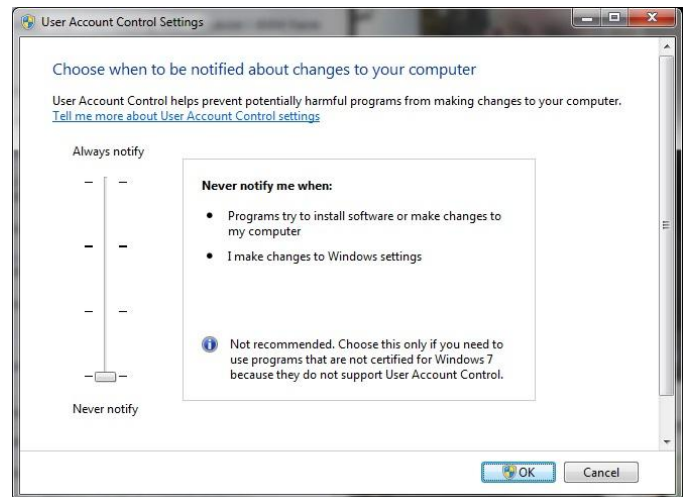 User Account Control Settings
Choose when to be notified about changes to your computer
User Account Control helps prevent potentially harmful programs from making changes to your computer.
Tell me more about User Account Control settings
Always notify
Never notify me when:
• Programs try to install software or make changes to
my computer
• I make changes to Windows settings
Not recommended. Choose this only if you need to
use programs that are not certified for Windows 7
because they do not support User Account Control.
Never notify
OK
Cancel